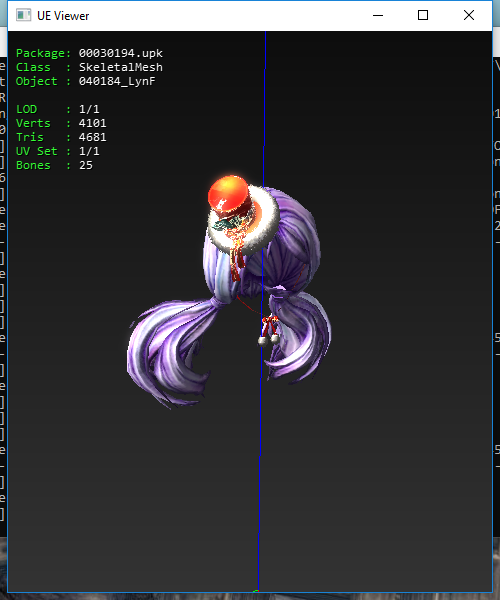 UE Viewer
Package: 00030194.upk
Class : SkeletalMesh
Object : 040184_LynF
LOD : 1/1
Verts : 4101
Tris : 4681
UV Set : 1/1
Bones : 25